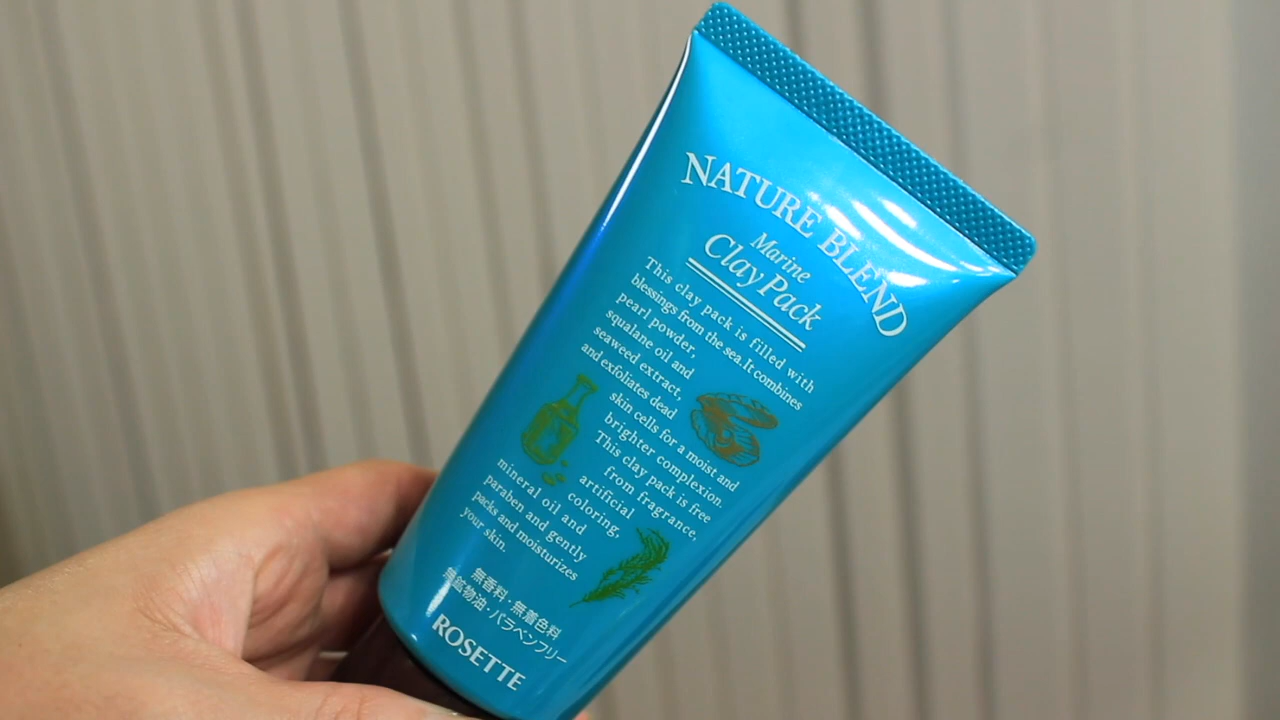 NATURE BLEND
Marine
Clay Pack
This clay pack is filled with
blessings from the sea.It combines
pearl powder,
squalane oil and
seaweed extract,
and exfoliates dead
skin cells for a moist and
brighter complexion.
This clay pack is free
from fragrance,
artificial
coloring,
mineral oil and
paraben and gently
packs and moisturizes
your skin.
無香料・無着色料
無鉱物油・パラベンフリー
ROSETTE